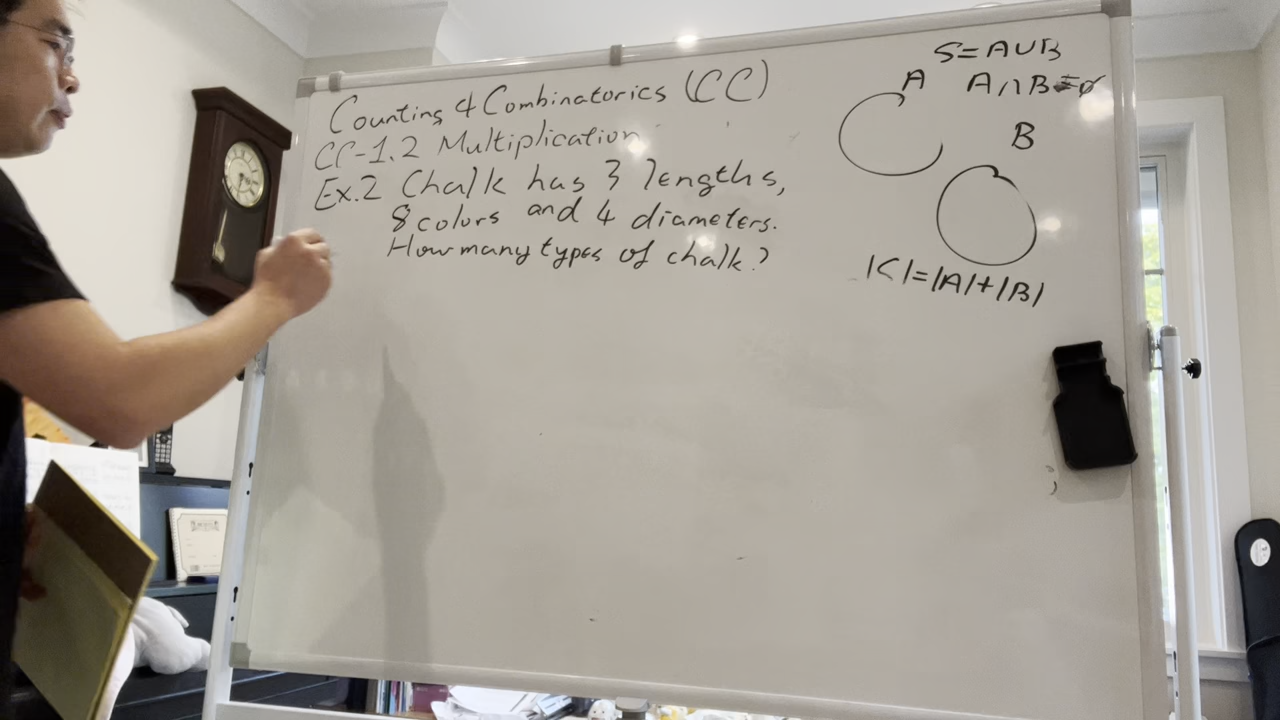 Counting & Combinatorics (CC)
CC-1.2 Multiplication
Ex.2 Chalk has 3 lengths,
8 colors and 4 diameters.
How many types of chalk?
S=A∪B
A A∩B=∅
B
|S|=|A|+|B|